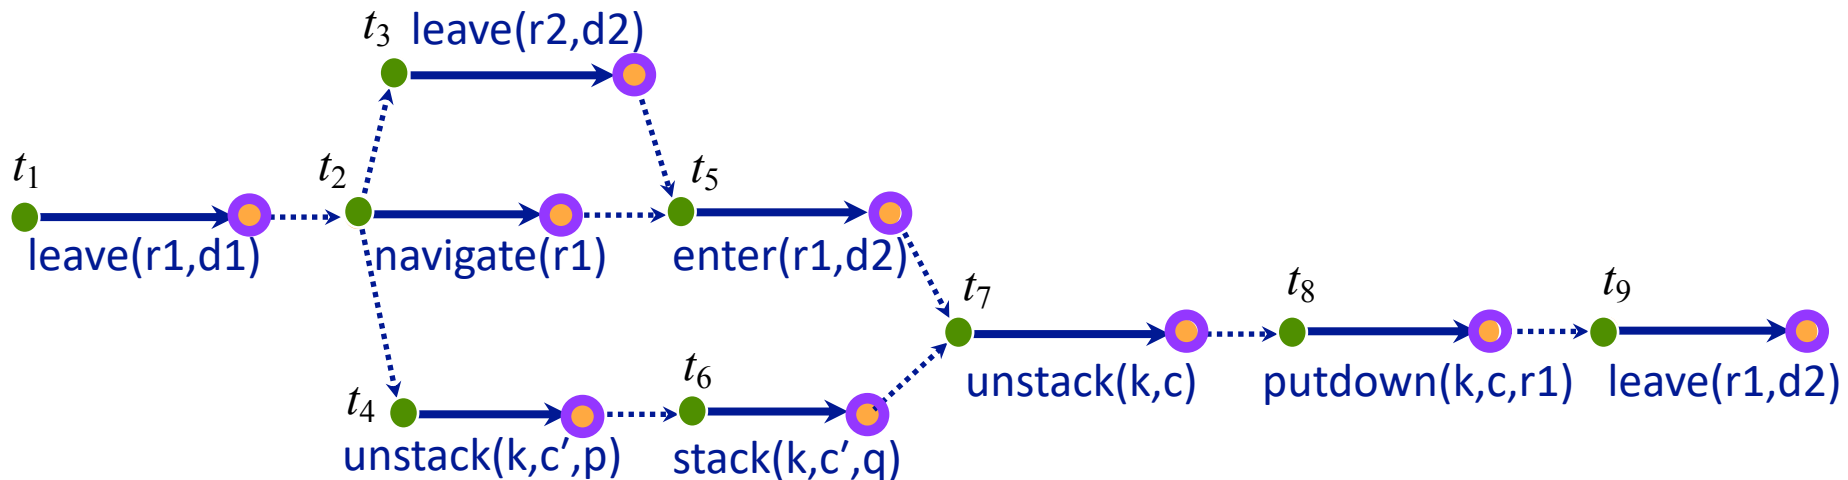 t3 leave(r2,d2)
t1 t2 t5
leave(r1,d1) navigate(r1) enter(r1,d2)
t7 t8 t9
t4 t6 unstack(k,c) putdown(k,c,r1) leave(r1,d2)
unstack(k,c′,p) stack(k,c′,q)